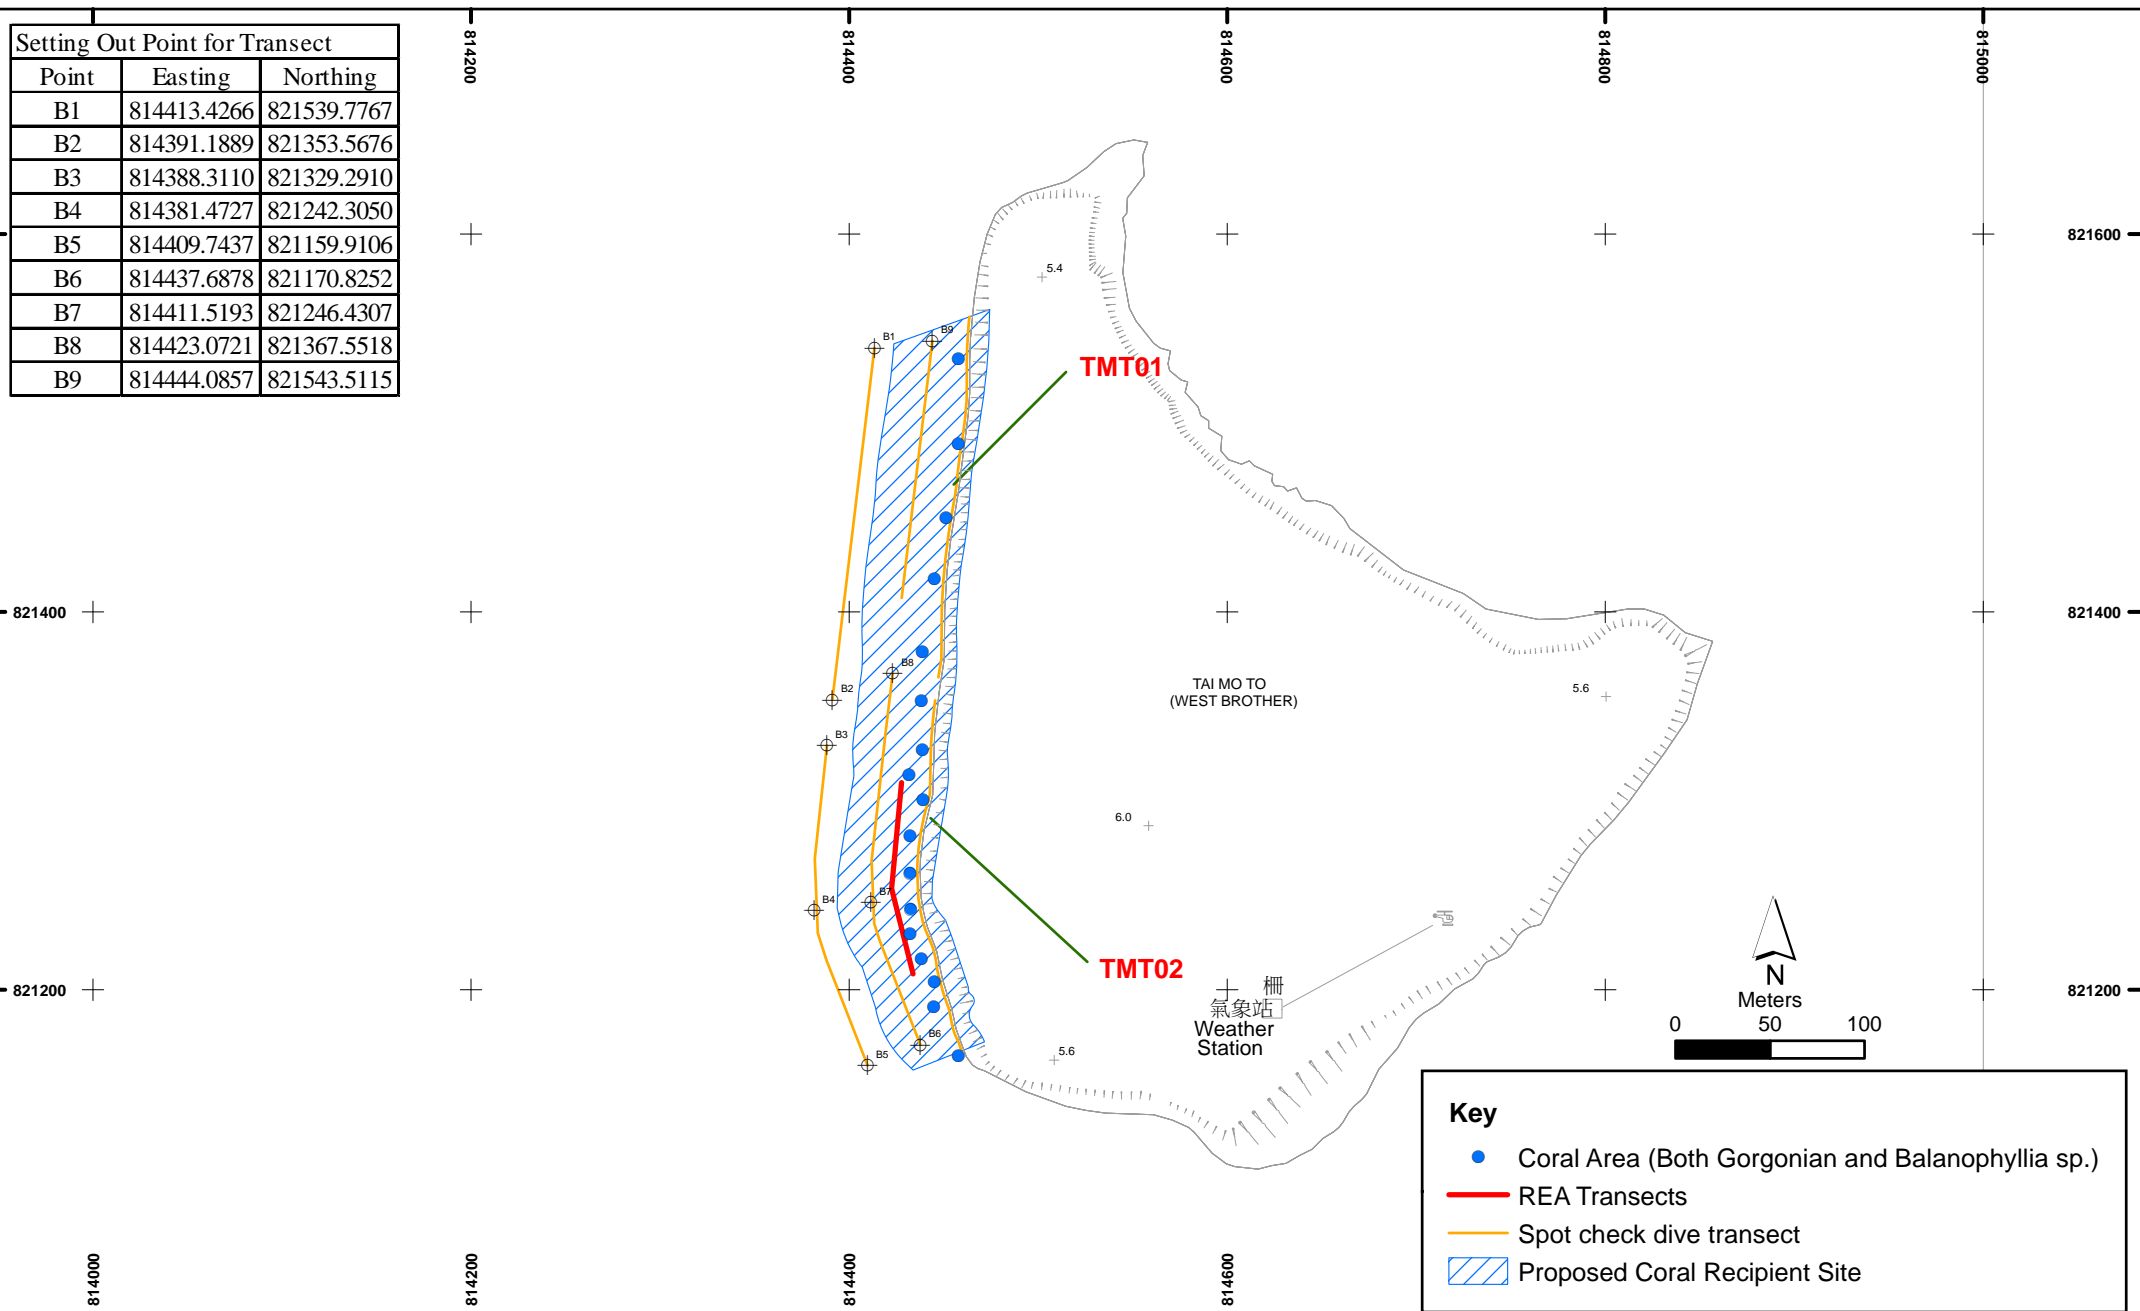 814200
814400
814600
814800
815000
Setting Out Point for Transect
Point Easting Northing
B1 814413.4266 821539.7767
B2 814391.1889 821353.5676
B3 814388.3110 821329.2910
B4 814381.4727 821242.3050
B5 814409.7437 821159.9106
B6 814437.6878 821170.8252
B7 814411.5193 821246.4307
B8 814423.0721 821367.5518
B9 814444.0857 821543.5115
821600
5.4
B1
B9
TMT01
821400
821400
B8
B2
TAI MO TO
(WEST BROTHER)
5.6
B3
6.0
B7
B4
TMT02
821200
821200
柵
氣象站
Weather
Station
N
Meters
0 50 100
B6
B5
5.6
Key
Coral Area (Both Gorgonian and Balanophyllia sp.)
REA Transects
Spot check dive transect
Proposed Coral Recipient Site
814000
814200
814400
814600